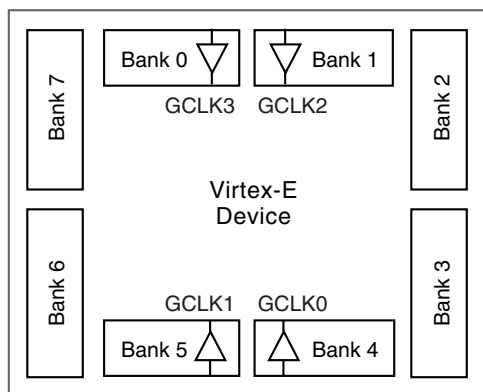 Bank 0
Bank 1
GCLK3
GCLK2
Bank 7
Bank 2
Virtex-E
Device
Bank 6
Bank 3
GCLK1
GCLK0
Bank 5
Bank 4